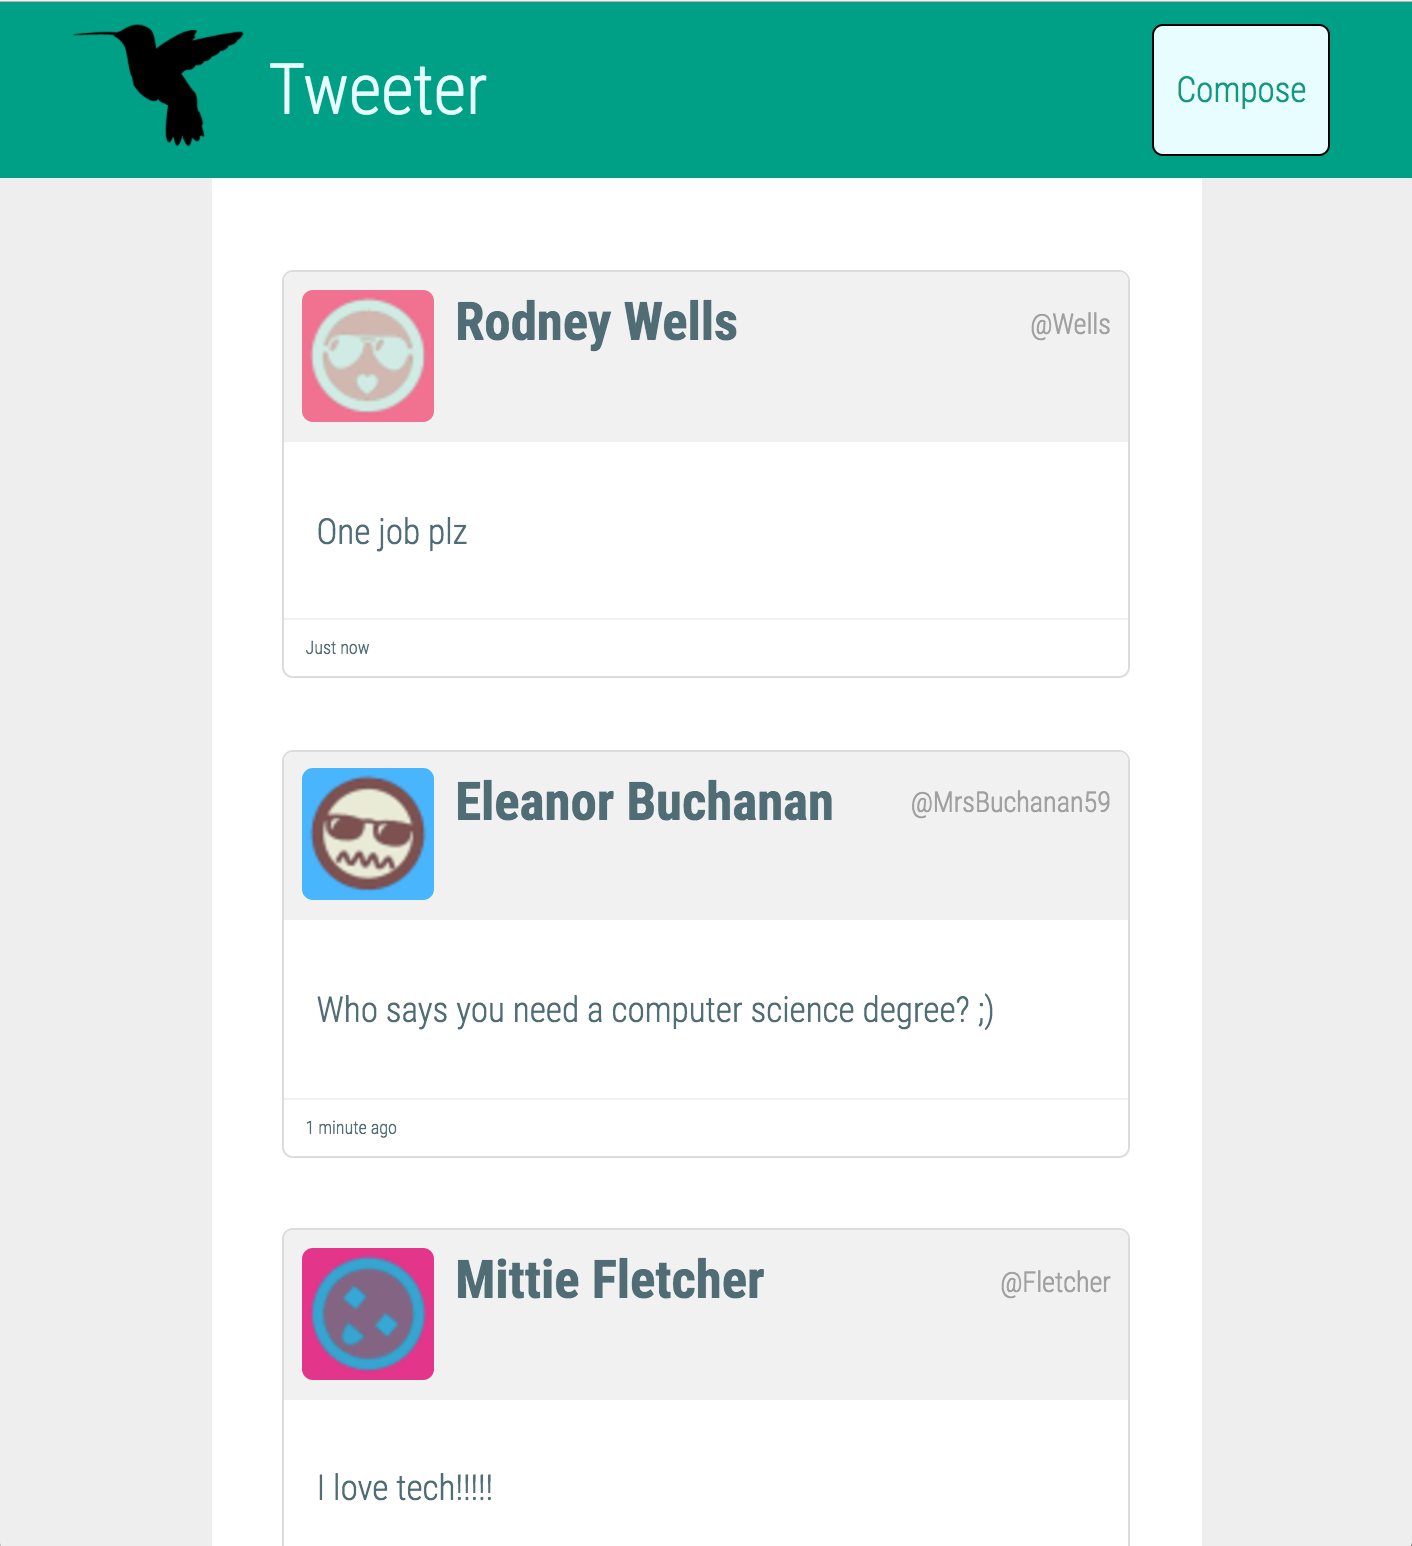 Tweeter
Compose
Rodney Wells
@Wells
One job plz
Just now
Eleanor Buchanan
@MrsBuchanan59
Who says you need a computer science degree? ;)
1 minute ago
Mittie Fletcher
@Fletcher
I love tech!!!!!